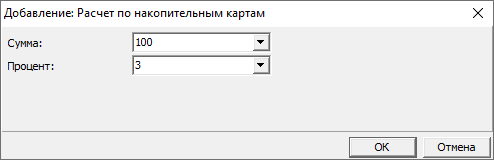 Добавление: Расчет по накопительным картам
Сумма: 100
Процент: 3
OK Отмена